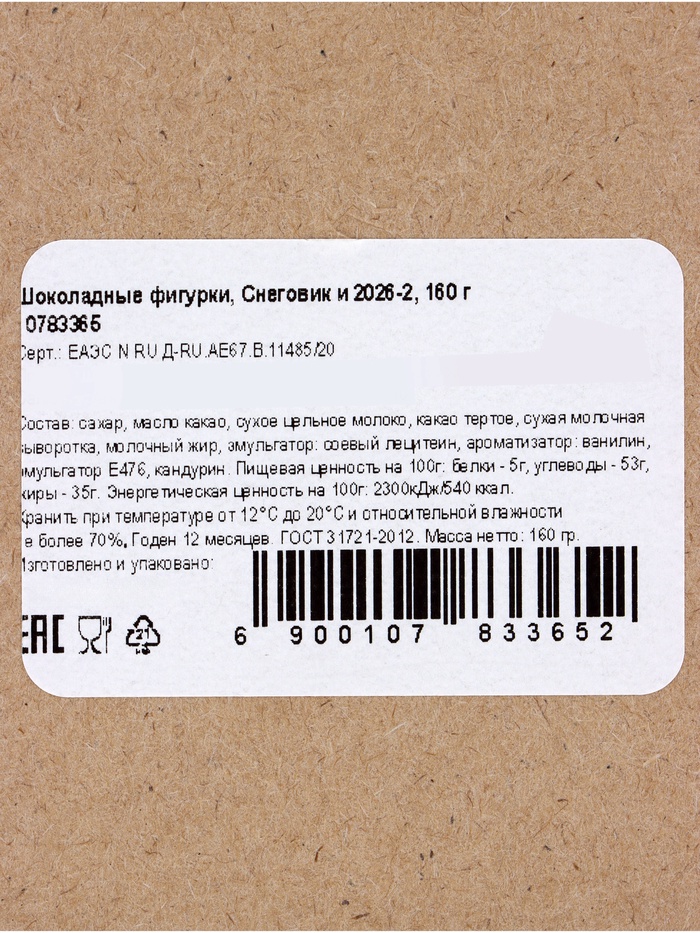 Шоколадные фигурки, Снеговик и 2026-2, 160 г
0783365
Серт.: ЕАЭС N RU Д-RU.АЕ67.В.11485/20
Состав: сахар, масло какао, сухое цельное молоко, какао тертое, сухая молочная
сыворотка, молочный жир, эмульгатор: соевый лецитеин, ароматизатор: ванилин,
эмульгатор Е476, кандурин. Пищевая ценность на 100г: белки - 5г, углеводы - 53г,
жиры - 35г. Энергетическая ценность на 100г: 2300кДж/540 ккал.
Хранить при температуре от 12°С до 20°С и относительной влажности
не более 70%. Годен 12 месяцев. ГОСТ 31721-2012. Масса нетто: 160 гр.
Изготовлено и упаковано:
EAC
21
6 900107 833652